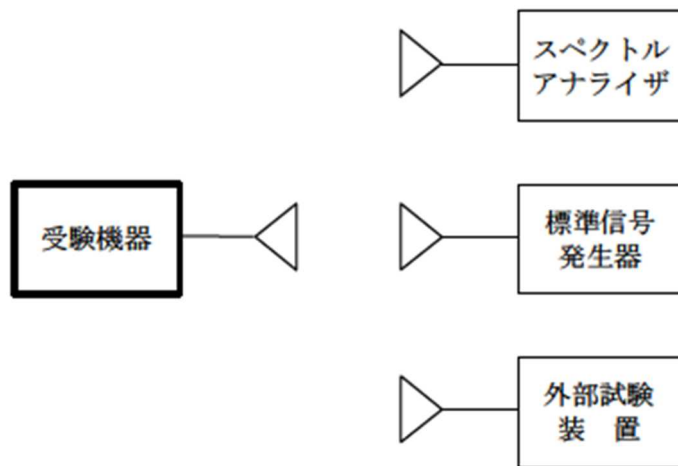 スペクトル
アナライザ
受験機器
標準信号
発生器
外部試験
装　置